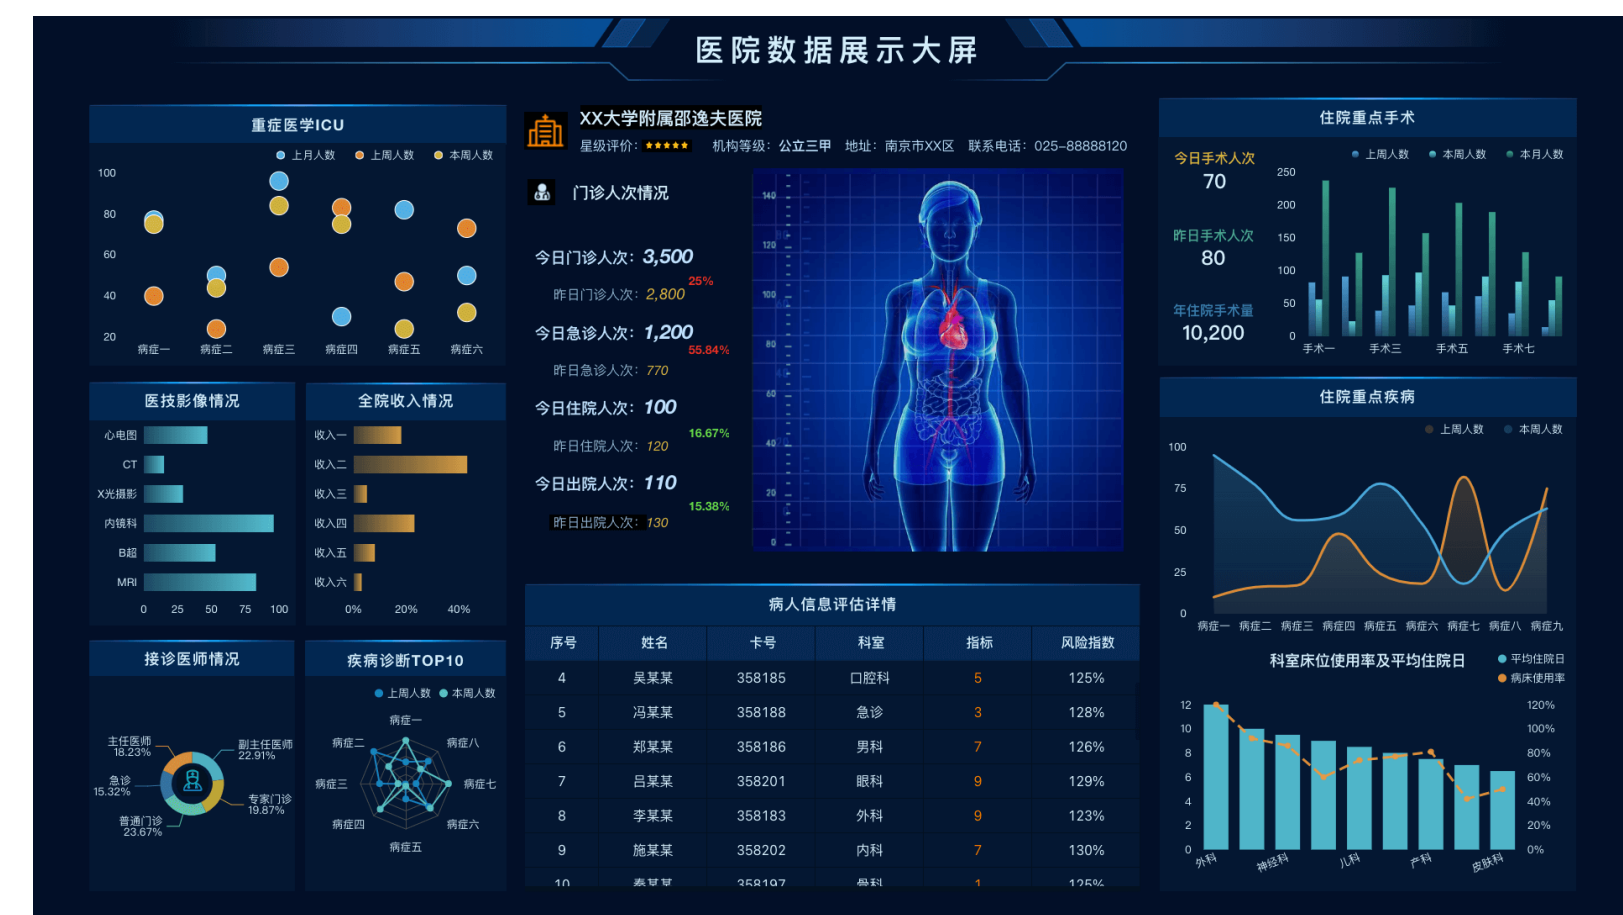 医院数据展示大屏
重症医学ICU
上月人数 上周人数 本周人数
100
80
60
40
20
病症一 病症二 病症三 病症四 病症五 病症六
医技影像情况
心电图
CT
X光摄影
内镜科
B超
MRI
0 25 50 75 100
全院收入情况
收入一
收入二
收入三
收入四
收入五
收入六
0% 20% 40%
接诊医师情况
主任医师
18.23%
副主任医师
22.91%
急诊
15.32%
专家门诊
19.87%
普通门诊
23.67%
疾病诊断TOP10
上周人数 本周人数
病症一
病症二 病症八
病症三 病症七
病症四 病症六
病症五
XX大学附属邵逸夫医院
星级评价: ★★★★★ 机构等级: 公立三甲 地址: 南京市XX区 联系电话: 025-88888120
门诊人次情况
今日门诊人次: 3,500
25%
昨日门诊人次: 2,800
今日急诊人次: 1,200
55.84%
昨日急诊人次: 770
今日住院人次: 100
16.67%
昨日住院人次: 120
今日出院人次: 110
15.38%
昨日出院人次: 130
140
120
100
80
60
40
20
0
病人信息评估详情
序号 姓名 卡号 科室 指标 风险指数
4 吴某某 358185 口腔科 5 125%
5 冯某某 358188 急诊 3 128%
6 郑某某 358186 男科 7 126%
7 吕某某 358201 眼科 9 129%
8 李某某 358183 外科 9 123%
9 施某某 358202 内科 7 130%
10 秦某某 358197 骨科 1 125%
住院重点手术
今日手术人次
70
昨日手术人次
80
年住院手术量
10,200
上周人数 本周人数 本月人数
250
200
150
100
50
0
手术一 手术三 手术五 手术七
住院重点疾病
上周人数 本周人数
100
75
50
25
0
病症一 病症二 病症三 病症四 病症五 病症六 病症七 病症八 病症九
科室床位使用率及平均住院日
平均住院日
病床使用率
12 120%
10 100%
8 80%
6 60%
4 40%
2 20%
0 0%
外科 神经科 儿科 产科 皮肤科